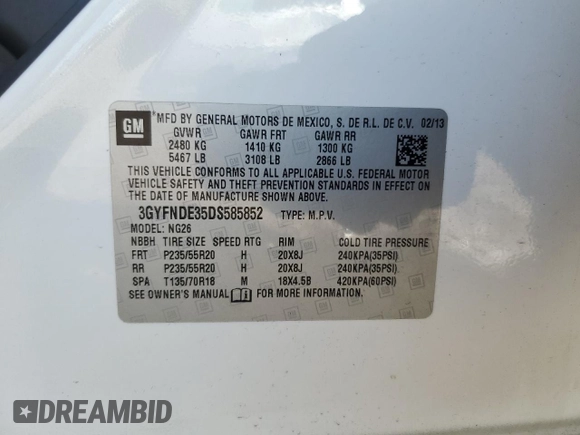 GM
*MFD BY GENERAL MOTORS DE MEXICO, S. DE R.L. DE C.V. 02/13
GVWR GAWR FRT GAWR RR
2480 KG 1410 KG 1300 KG
5467 LB 3108 LB 2866 LB
THIS VEHICLE CONFORMS TO ALL APPLICABLE U.S. FEDERAL MOTOR
VEHICLE SAFETY AND THEFT PREVENTION STANDARDS IN EFFECT ON
THE DATE OF MANUFACTURE SHOWN ABOVE.
3GYFNDE35DS585852 TYPE: M.P.V.
MODEL: NG26
NBBH TIRE SIZE SPEED RTG RIM COLD TIRE PRESSURE
FRT P235/55R20 H 20X8J 240KPA(35PSI)
RR P235/55R20 H 20X8J 240KPA(35PSI)
SPA T135/70R18 M 18X4.5B 420KPA(60PSI)
SEE OWNER'S MANUAL FOR MORE INFORMATION.
DREAMBID